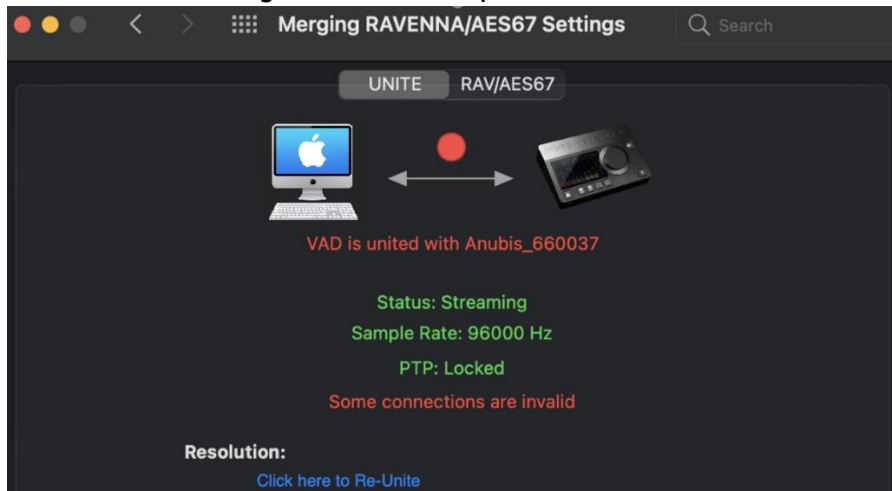 Merging RAVENNA/AES67 Settings
Search
UNITE RAV/AES67
VAD is united with Anubis_660037
Status: Streaming
Sample Rate: 96000 Hz
PTP: Locked
Some connections are invalid
Resolution:
Click here to Re-Unite